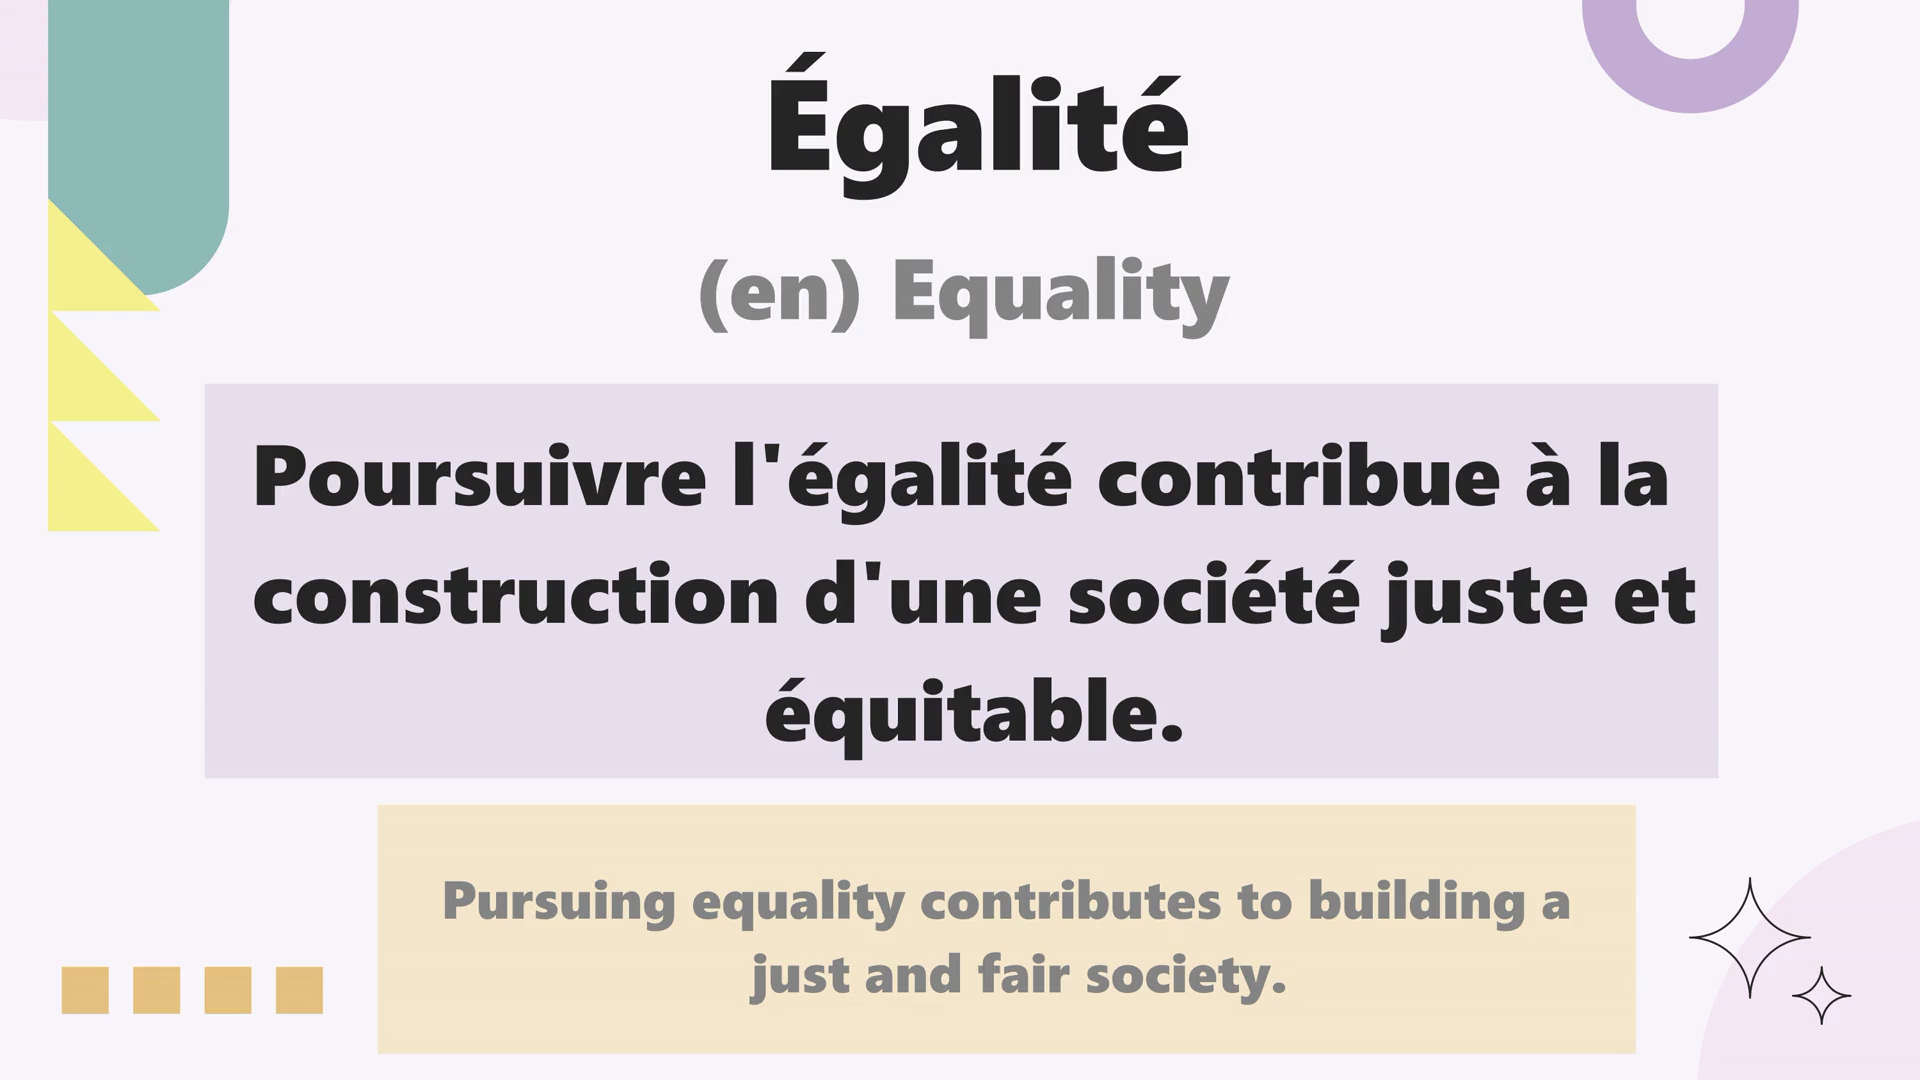 Égalité
(en) Equality
Poursuivre l'égalité contribue à la
construction d'une société juste et
équitable.
Pursuing equality contributes to building a
just and fair society.